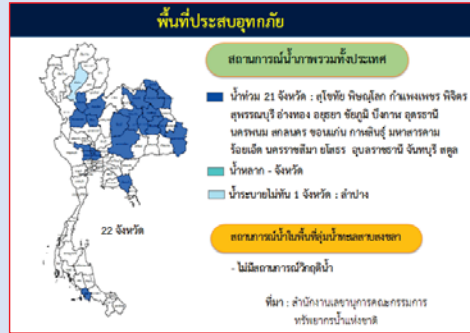 พื้นที่ประสบอุทกภัย
สถานการณ์น้ำภาพรวมทั้งประเทศ
น้ำท่วม 21 จังหวัด : สุโขทัย พิษณุโลก กำแพงเพชร พิจิตร
สุพรรณบุรี อ่างทอง อยุธยา ชัยภูมิ บึงกาฬ อุดรธานี
นครพนม สกลนคร ขอนแก่น กาฬสินธุ์ มหาสารคาม
ร้อยเอ็ด นครราชสีมา ยโสธร อุบลราชธานี จันทบุรี สตูล
น้ำหลาก - จังหวัด
น้ำระบายไม่ทัน 1 จังหวัด : ลำปาง
22 จังหวัด
สถานการณ์น้ำในพื้นที่ลุ่มน้ำทะเลสาบสงขลา
- ไม่มีสถานการณ์วิกฤติน้ำ
ที่มา : สำนักงานเลขานุการคณะกรรมการ
ทรัพยากรน้ำแห่งชาติ